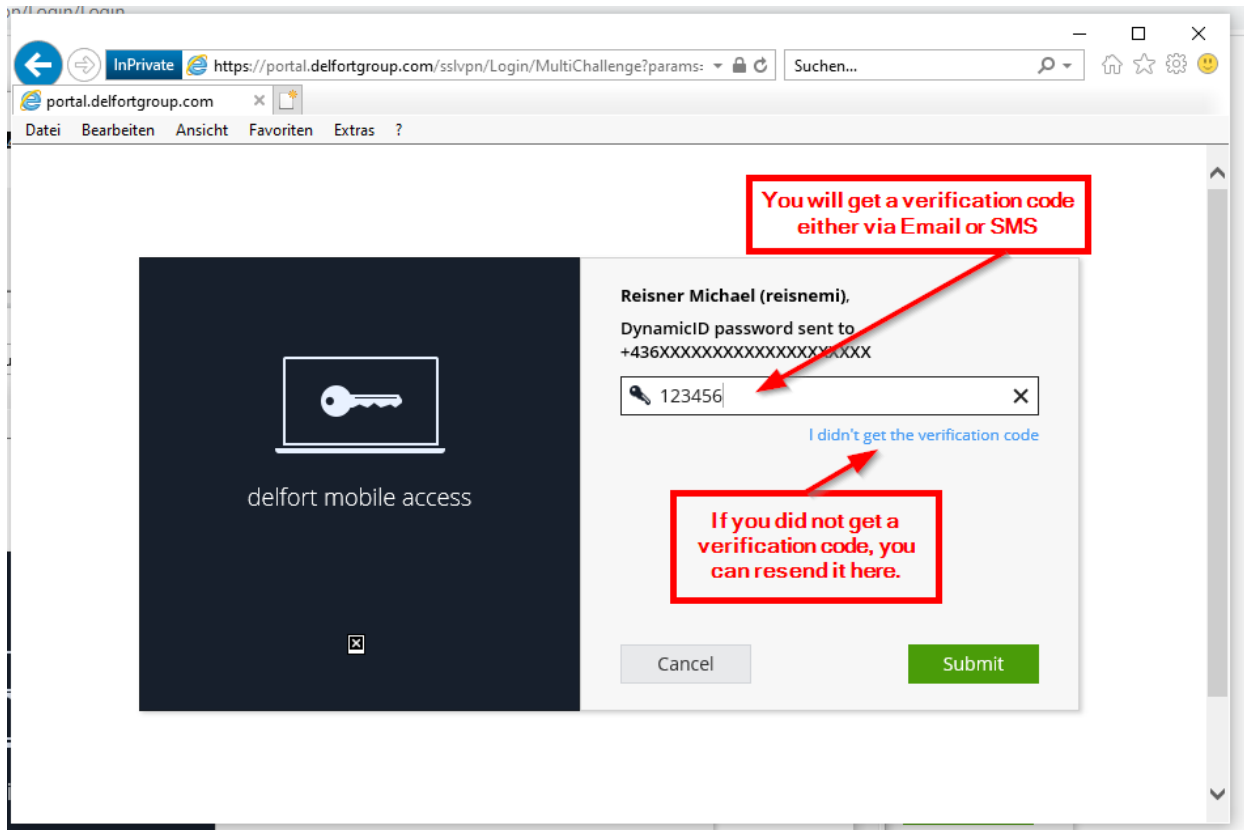 InPrivate https://portal.delfortgroup.com/sslvpn/Login/MultiChallenge?params: Suchen...
portal.delfortgroup.com
Datei Bearbeiten Ansicht Favoriten Extras ?
You will get a verification code
either via Email or SMS
Reisner Michael (reisnemi),
DynamicID password sent to
+436XXXXXXXXXXXXXXXXXXXX
123456
I didn't get the verification code
delfort mobile access
If you did not get a
verification code, you
can resend it here.
Cancel Submit